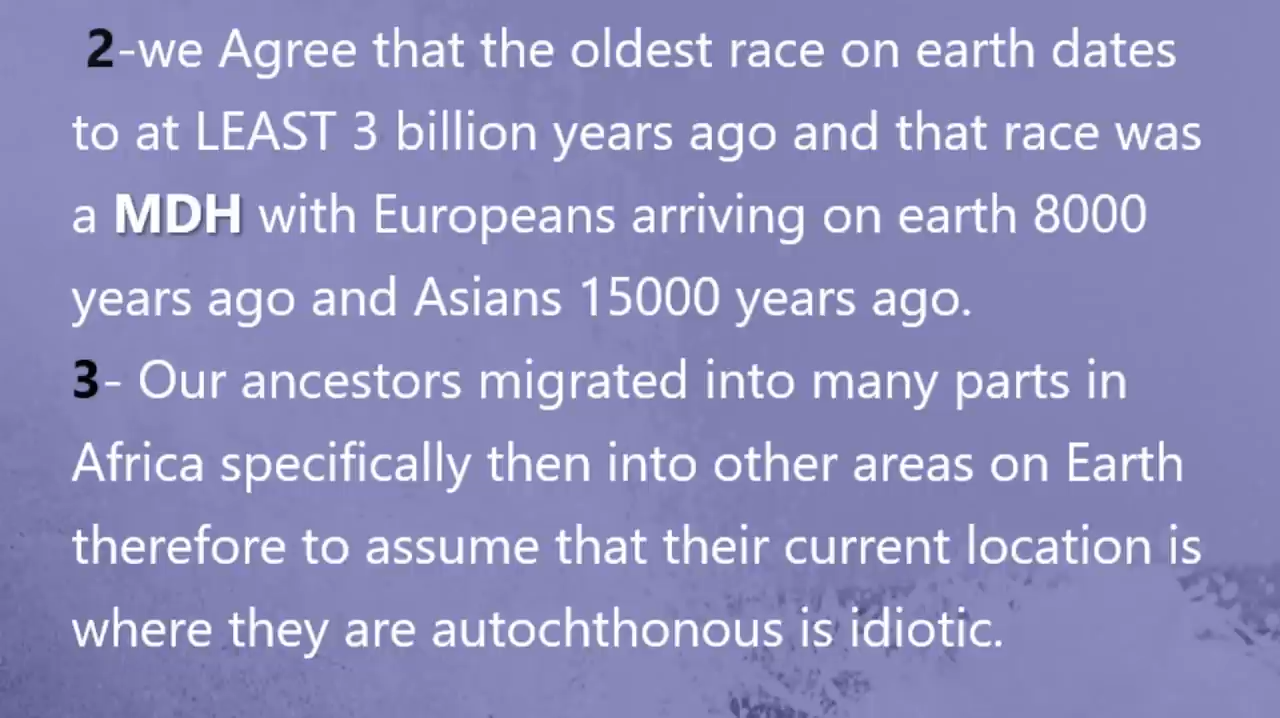 2-we Agree that the oldest race on earth dates
to at LEAST 3 billion years ago and that race was
a MDH with Europeans arriving on earth 8000
years ago and Asians 15000 years ago.
3- Our ancestors migrated into many parts in
Africa specifically then into other areas on Earth
therefore to assume that their current location is
where they are autochthonous is idiotic.